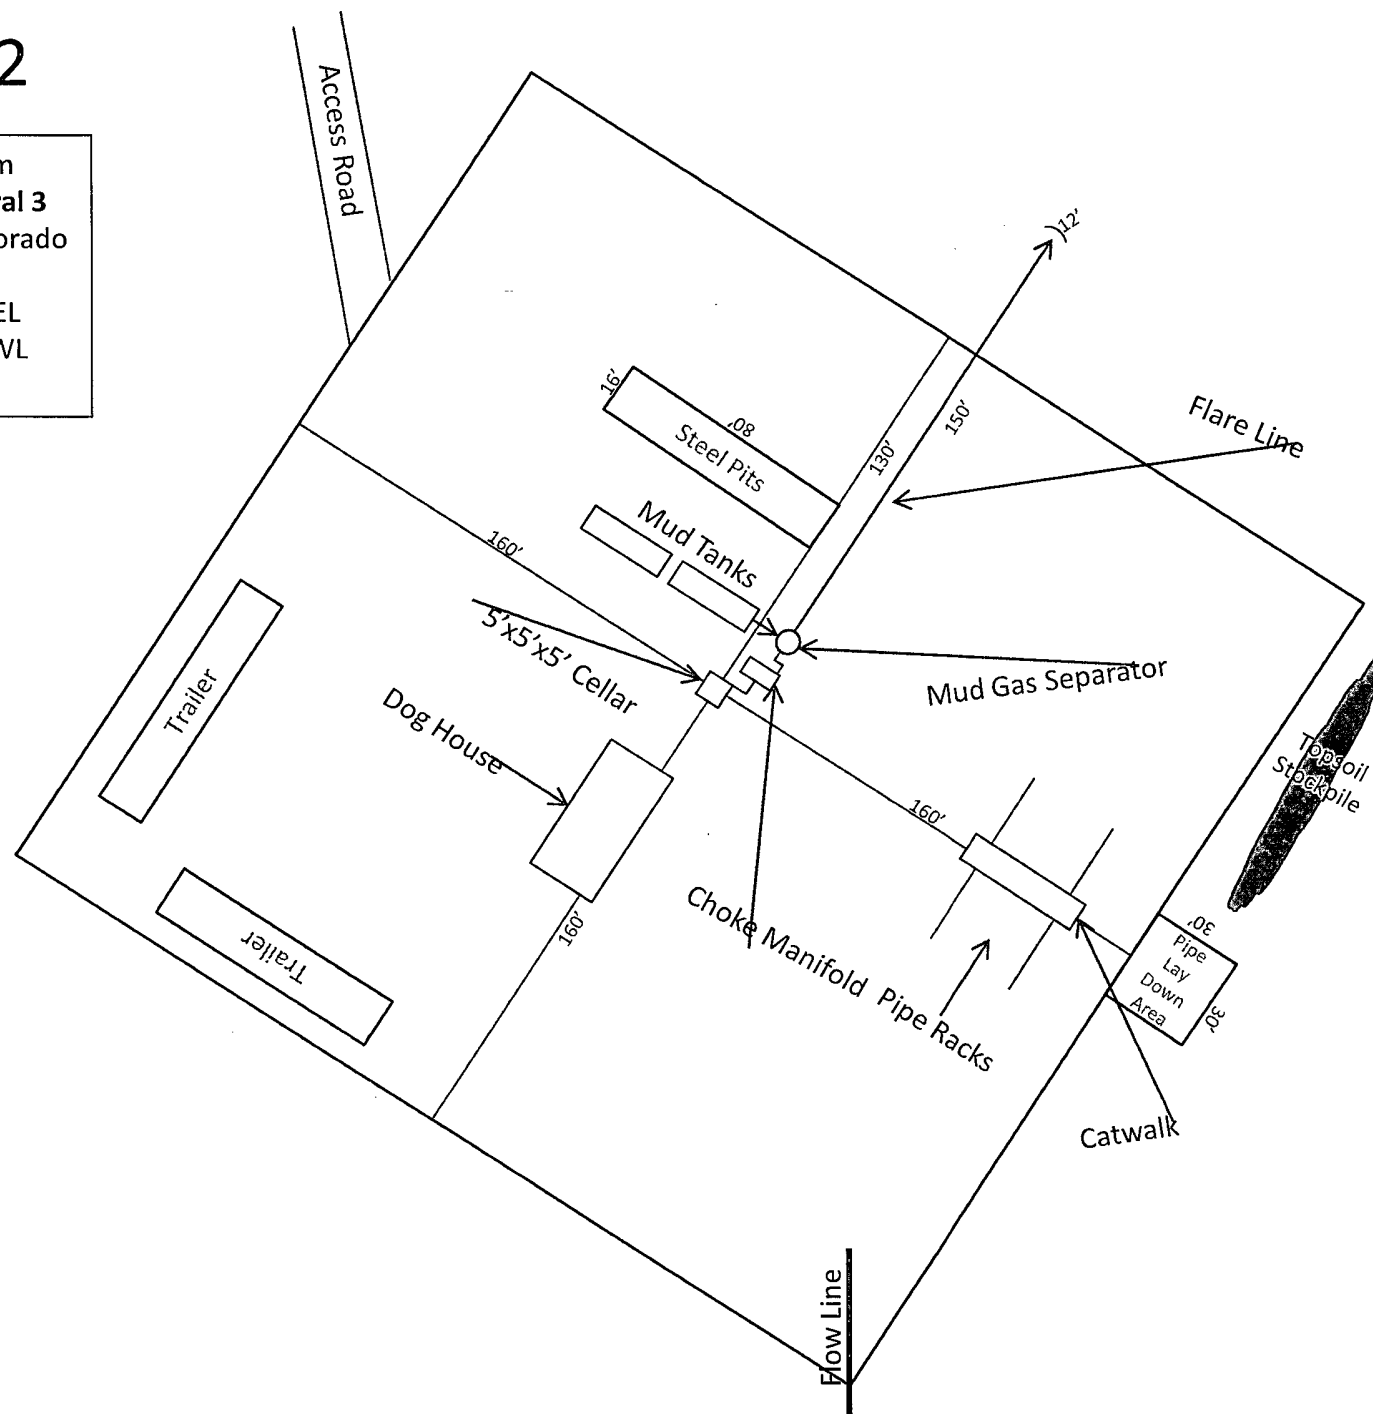 2
m
al 3
orado
EL
WL
Access Road
12'
16'
80'
Steel Pits
130'
150'
Flare Line
Mud Tanks
160'
5'x5'x5' Cellar
Mud Gas Separator
Trailer
Dog House
Topsoil
Stockpile
160'
Choke Manifold
Pipe Racks
30'
Pipe
Lay
Down
Area
30'
160'
Trailer
Catwalk
Flow Line